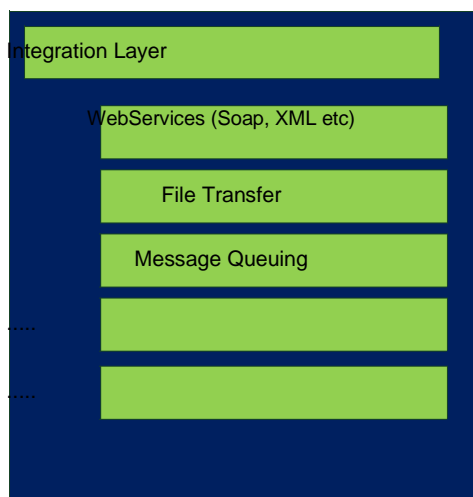 Integration Layer
WebServices (Soap, XML etc)
File Transfer
Message Queuing
.....
.....